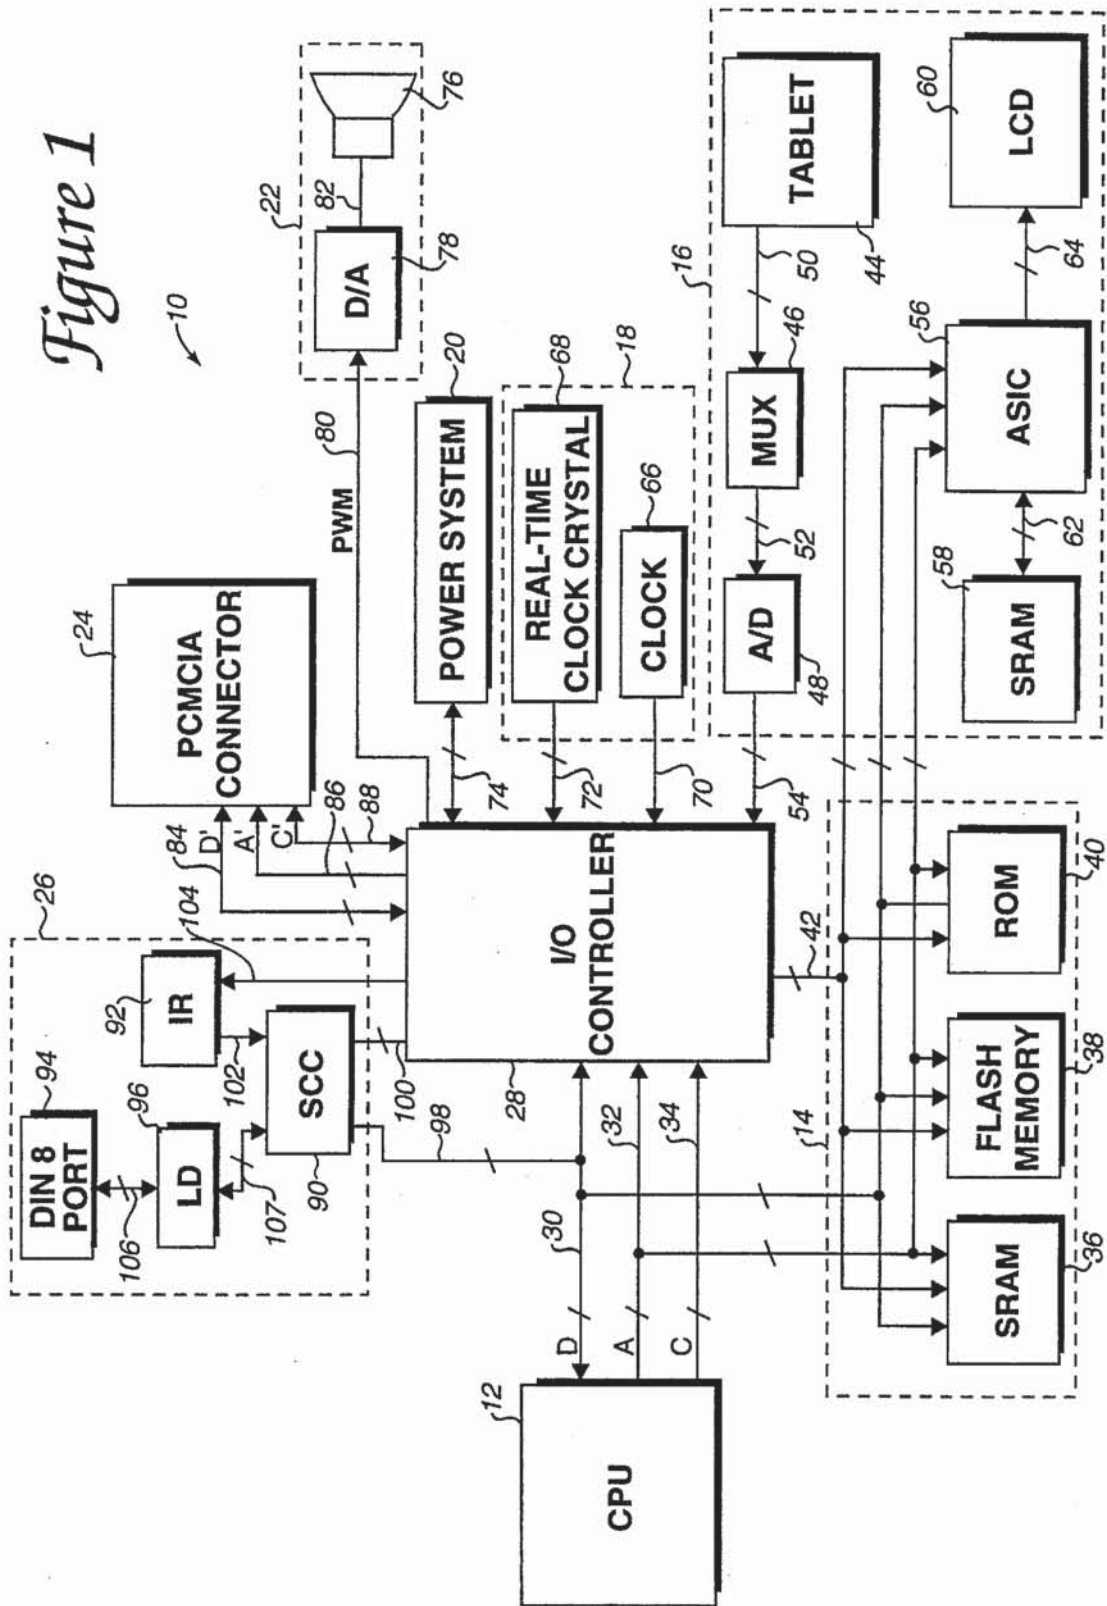 Figure 1
10
26
DIN 8
PORT
94
106
LD
96
107
IR
92
102
104
SCC
90
98
100
24
PCMCIA
CONNECTOR
D'
A'
C'
84
86
88
PWM
80
22
D/A
78
82
76
POWER SYSTEM
20
74
18
REAL-TIME
CLOCK CRYSTAL
68
72
CLOCK
66
70
I/O
CONTROLLER
28
12
CPU
D
A
C
30
32
34
42
16
TABLET
44
50
MUX
46
52
A/D
48
54
ASIC
56
SRAM
58
62
LCD
60
64
14
SRAM
36
FLASH
MEMORY
38
ROM
40